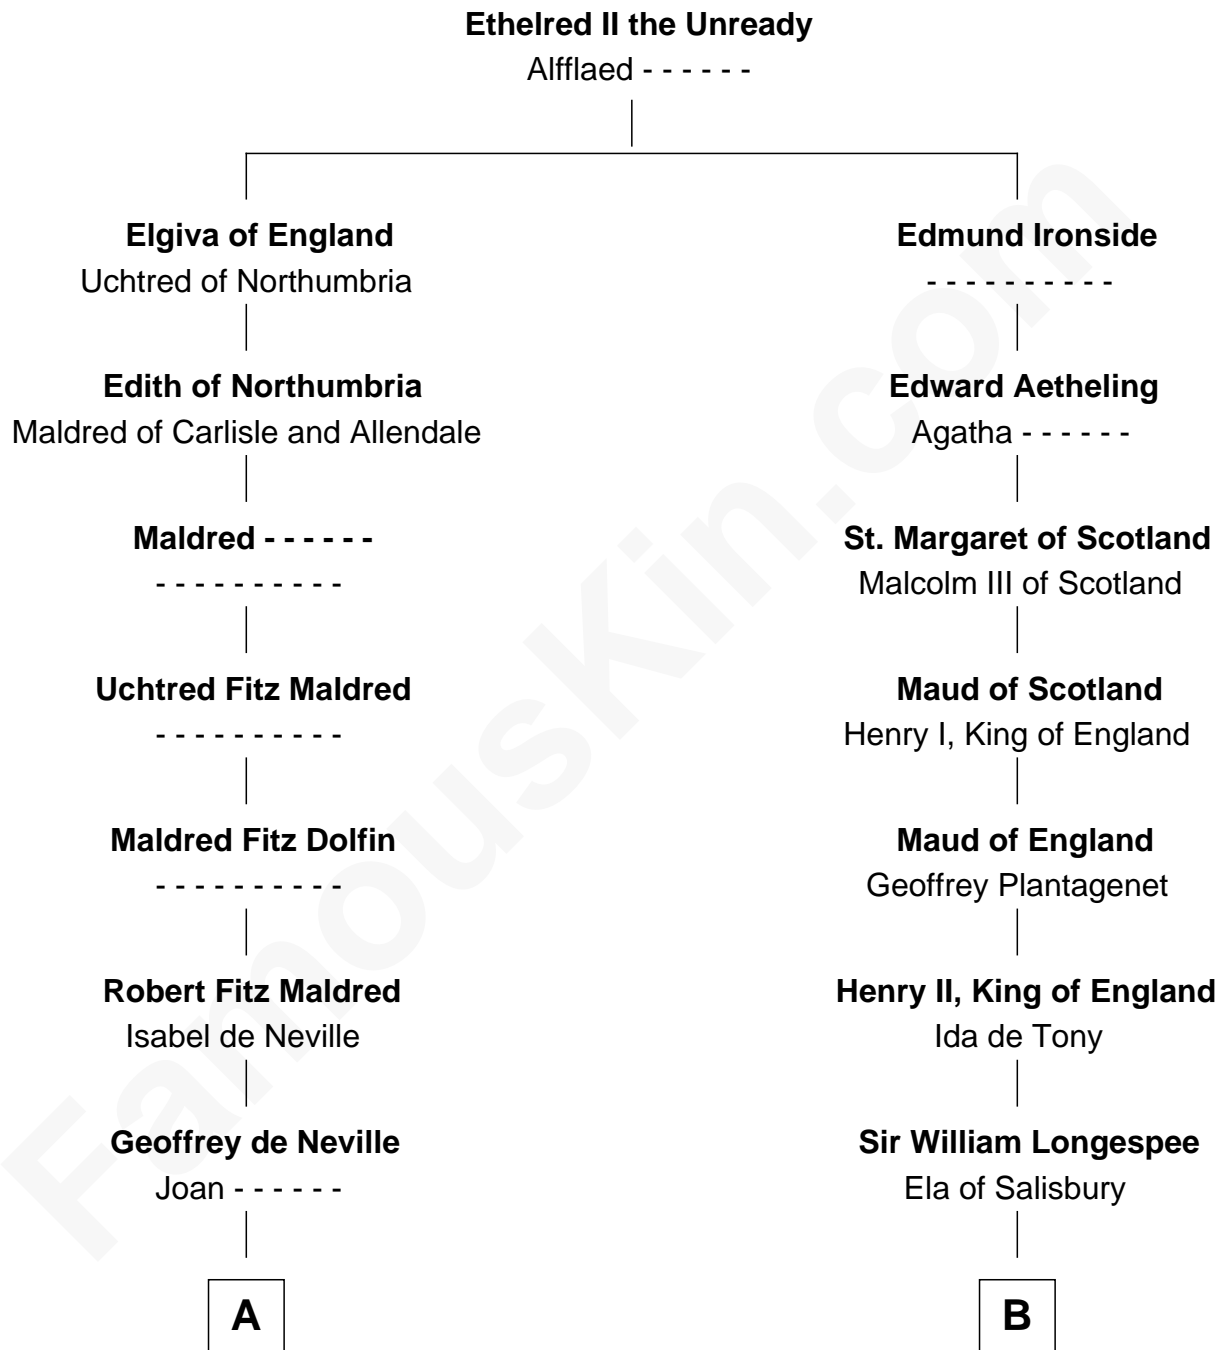 Ethelred II the Unready
Alfflaed - - - - - -
Elgiva of England
Uchtred of Northumbria
Edmund Ironside
- - - - - - - - - -
Edith of Northumbria
Maldred of Carlisle and Allendale
Edward Aetheling
Agatha - - - - - -
Maldred - - - - - -
- - - - - - - - - -
St. Margaret of Scotland
Malcolm III of Scotland
Uchtred Fitz Maldred
- - - - - - - - - -
Maud of Scotland
Henry I, King of England
Maldred Fitz Dolfin
- - - - - - - - - -
Maud of England
Geoffrey Plantagenet
Robert Fitz Maldred
Isabel de Neville
Henry II, King of England
Ida de Tony
Geoffrey de Neville
Joan - - - - - -
Sir William Longespee
Ela of Salisbury
A
B
FamousKin.com